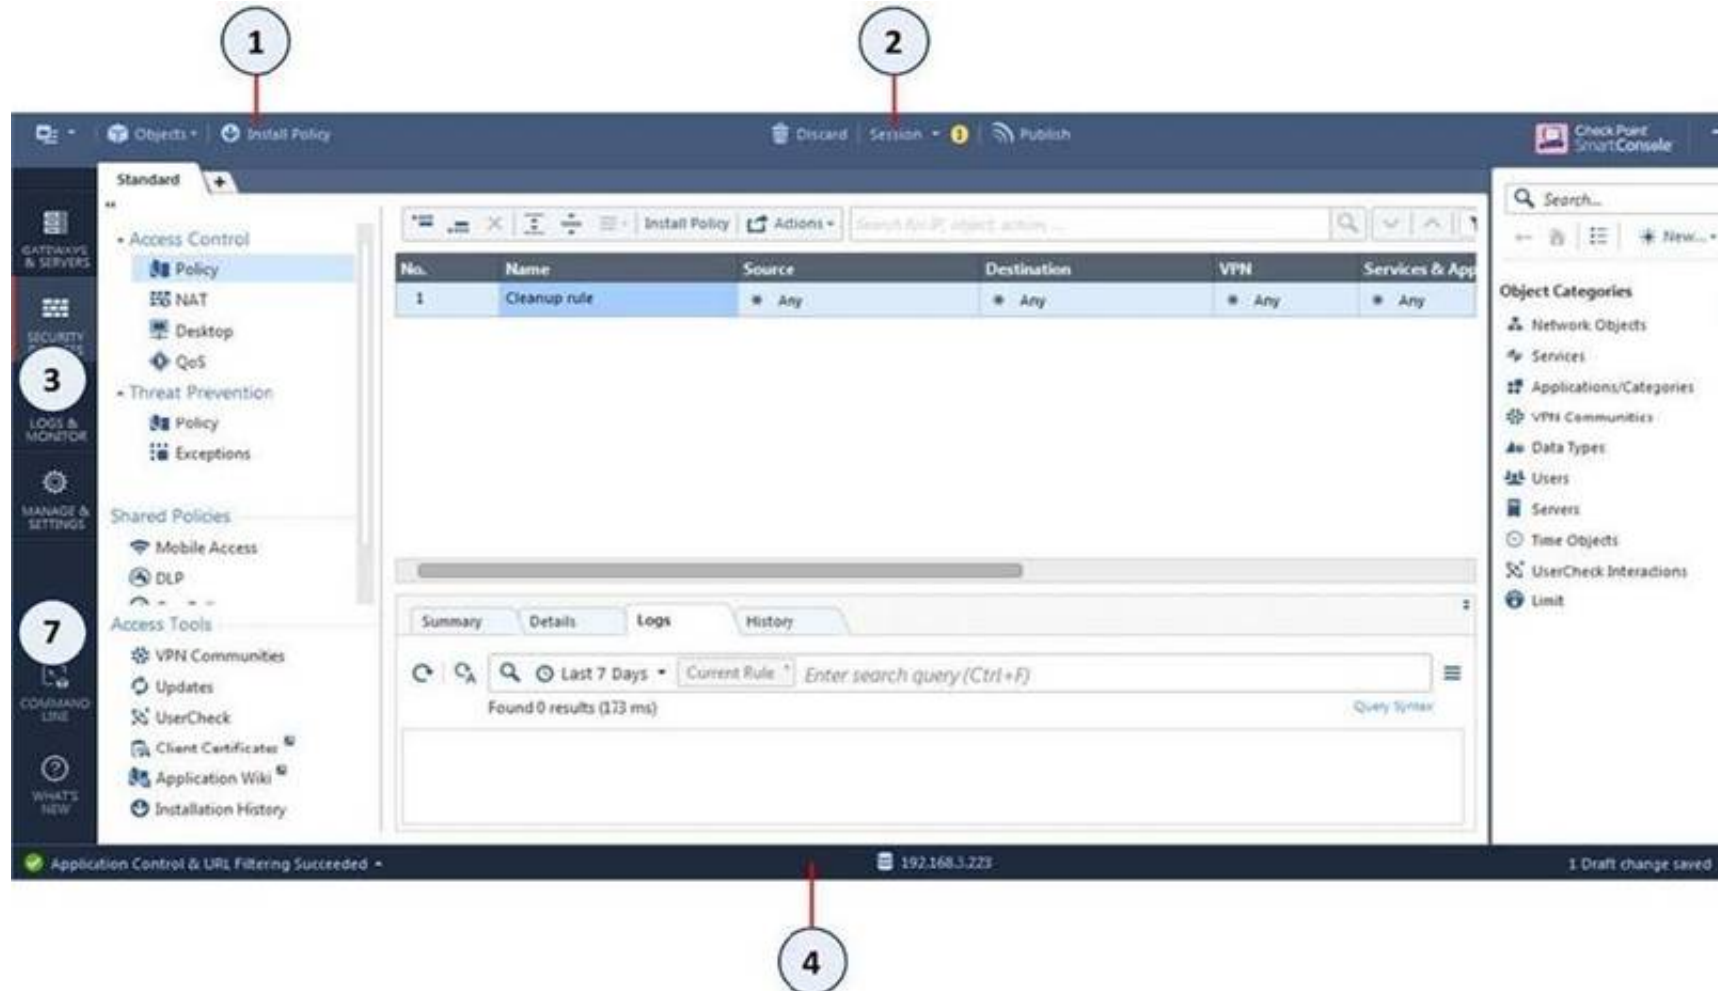 1
2
Objects
Install Policy
Discard
Session
Publish
Check Point
SmartConsole
Standard
+
GATEWAYS
& SERVERS
SECURITY
3
LOGS &
MONITOR
MANAGE &
SETTINGS
7
COMMAND
LINE
WHAT'S
NEW
Access Control
Policy
NAT
Desktop
QoS
Threat Prevention
Policy
Exceptions
Shared Policies
Mobile Access
DLP
Access Tools
VPN Communities
Updates
UserCheck
Client Certificates
Application Wiki
Installation History
Install Policy
Actions
Search for IP, object, action ...
No. Name Source Destination VPN Services & App
1 Cleanup rule Any Any Any Any
Summary Details Logs History
Last 7 Days Current Rule Enter search query (Ctrl+F)
Found 0 results (173 ms)
Query Syntax
Search...
New...
Object Categories
Network Objects
Services
Applications/Categories
VPN Communities
Data Types
Users
Servers
Time Objects
UserCheck Interactions
Limit
Application Control & URL Filtering Succeeded
192.168.3.223
1 Draft change saved
4